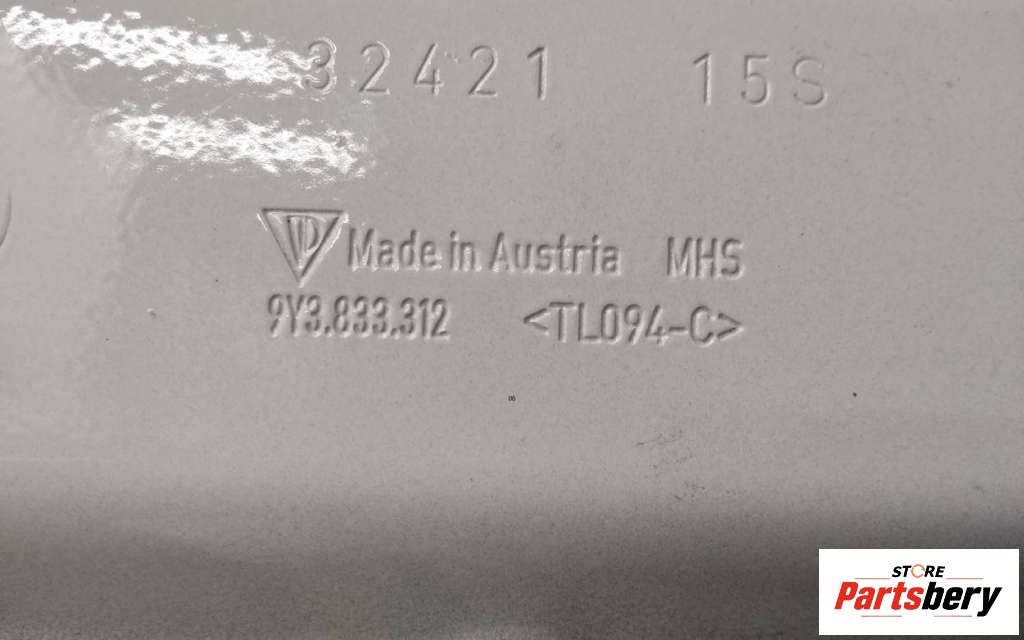 32421 15S
Made in Austria MHS
9Y3.833.312 <TL094-C>
STORE
Partsbery